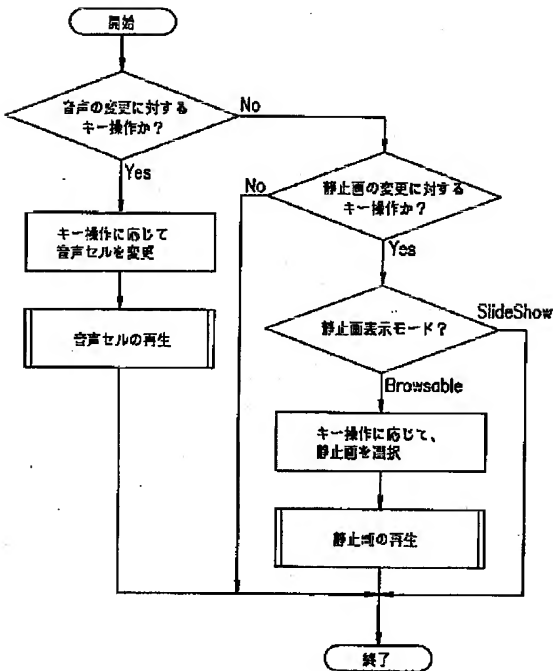 開始
音声の変更に対する
キー操作か？
No
Yes
静止画の変更に対する
キー操作か？
No
Yes
キー操作に応じて
音声セルを変更
音声セルの再生
静止画表示モード？
SlideShow
Browsable
キー操作に応じて、
静止画を選択
静止画の再生
終了